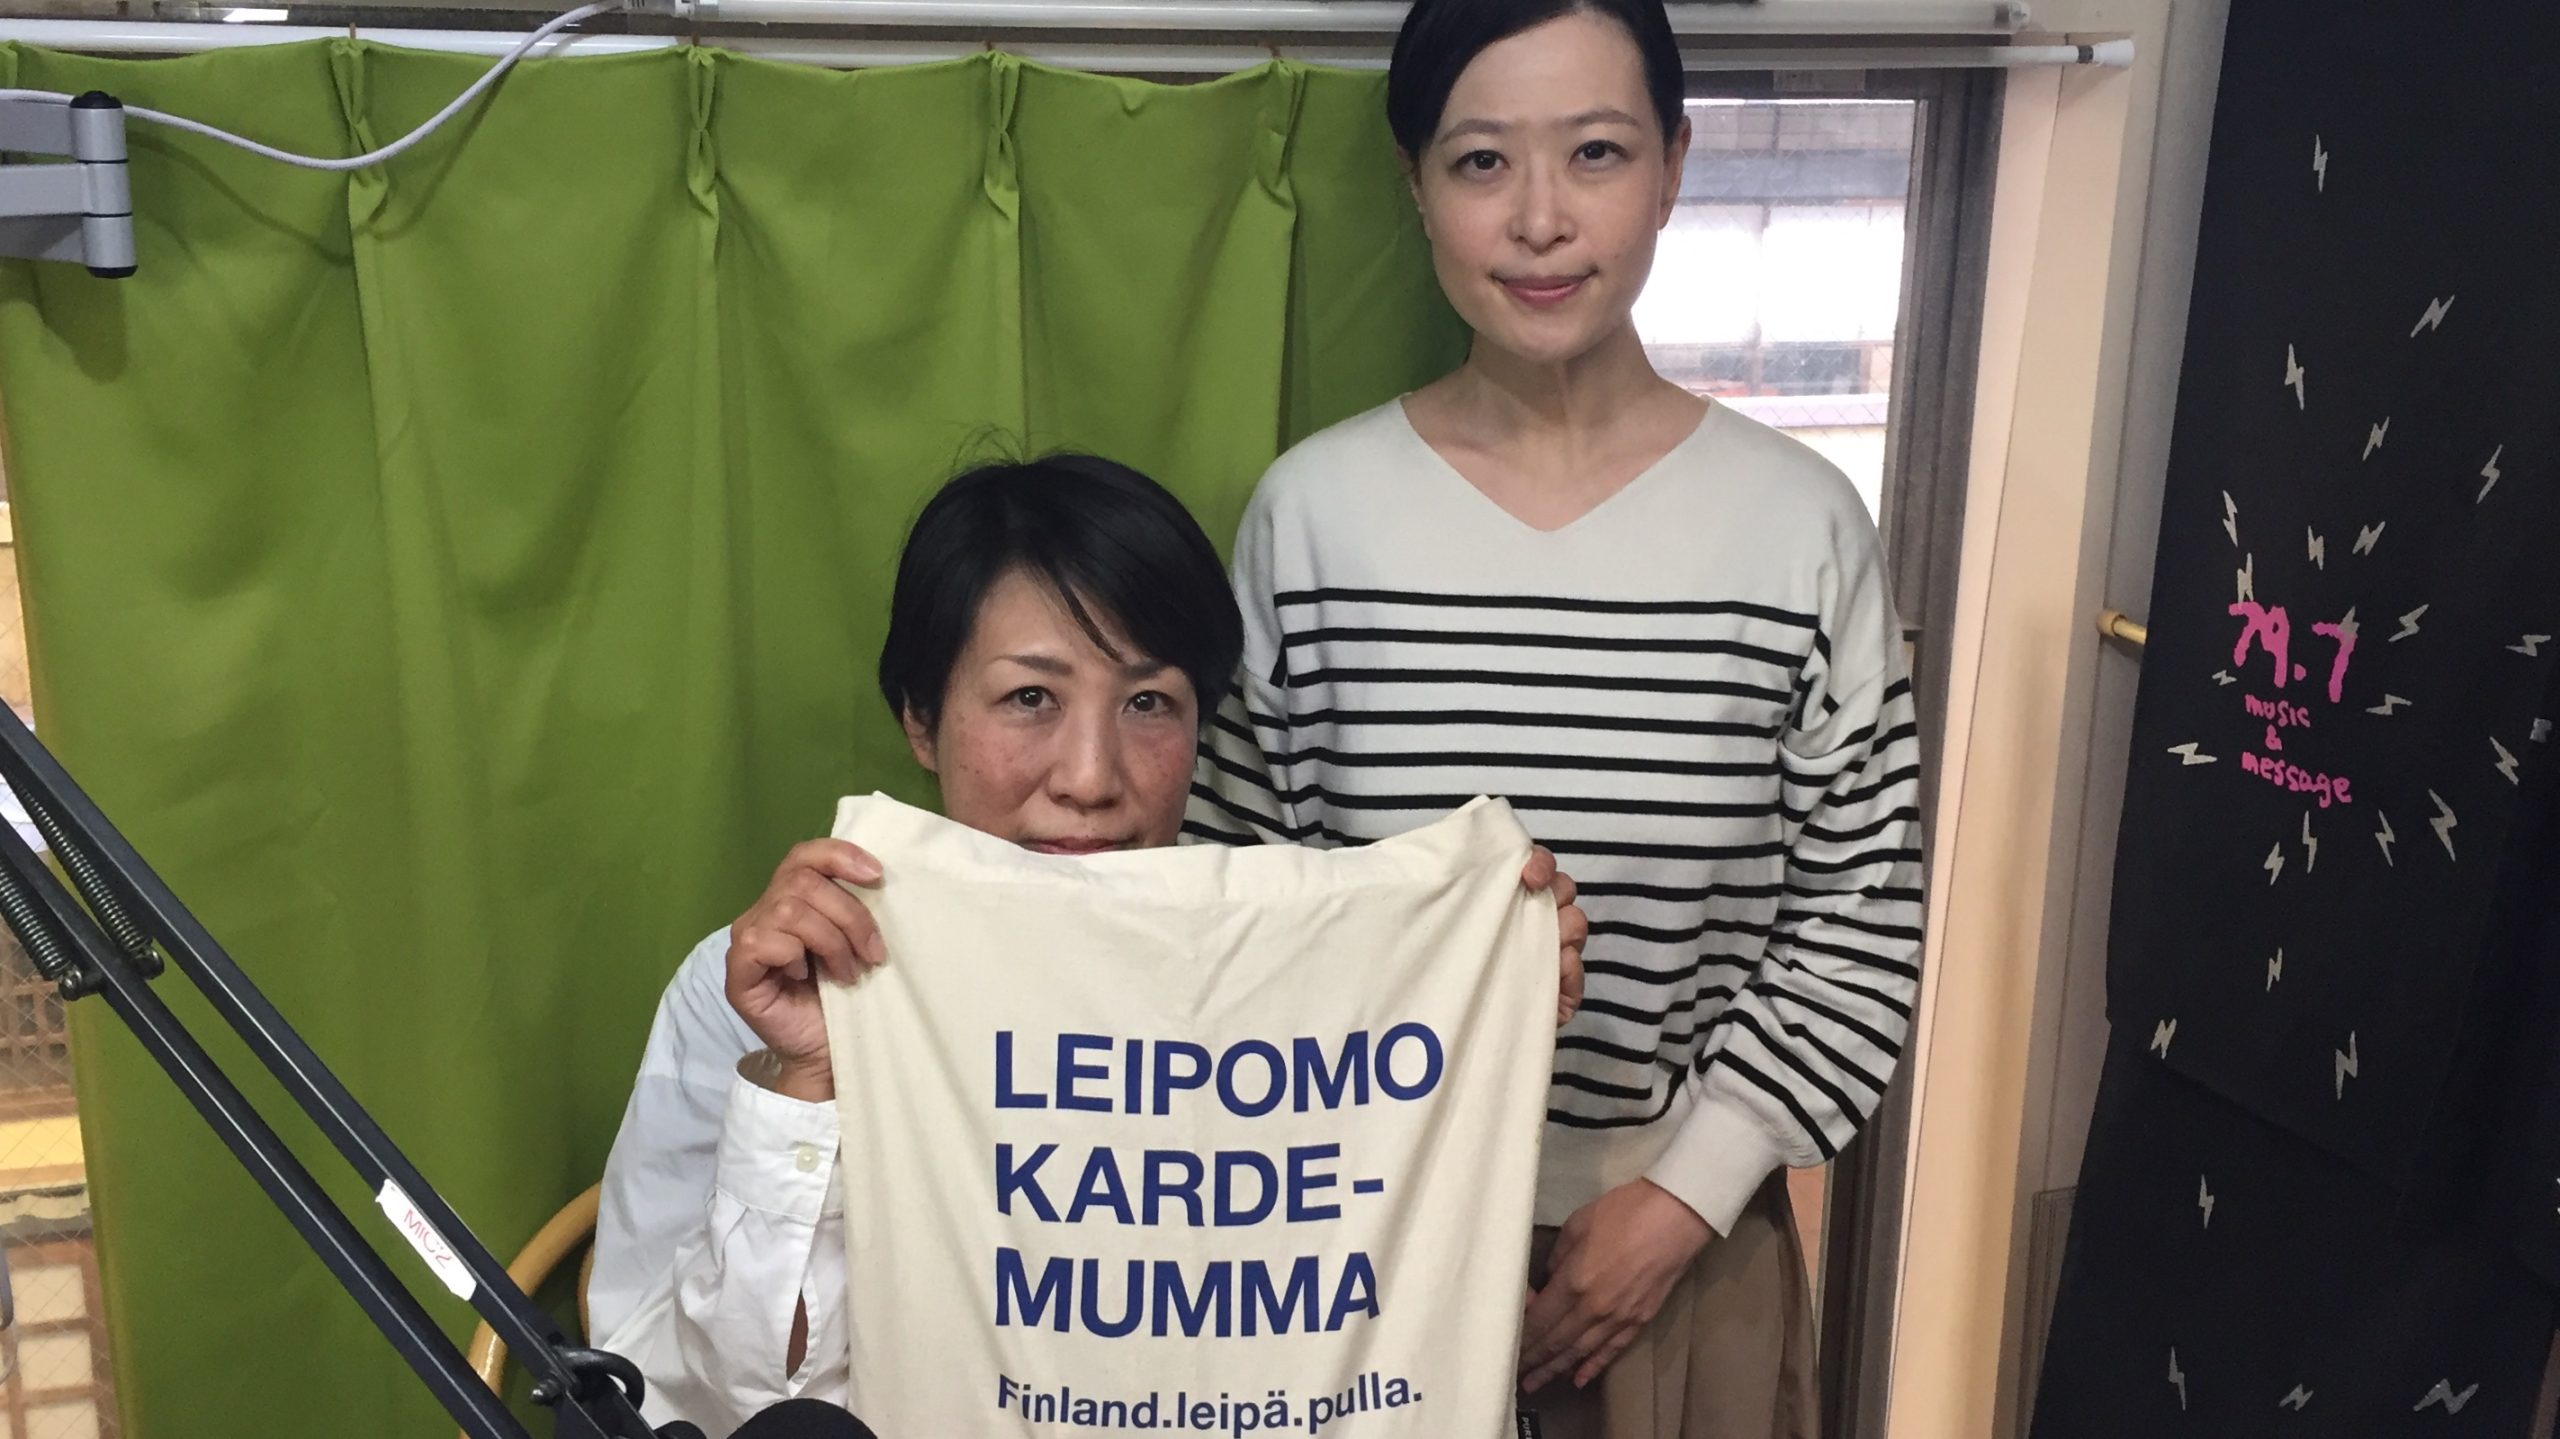 LEIPOMO
KARDE-
MUMMA
Finland.leipä.pulla.
79.7
music
&
message
MIC2